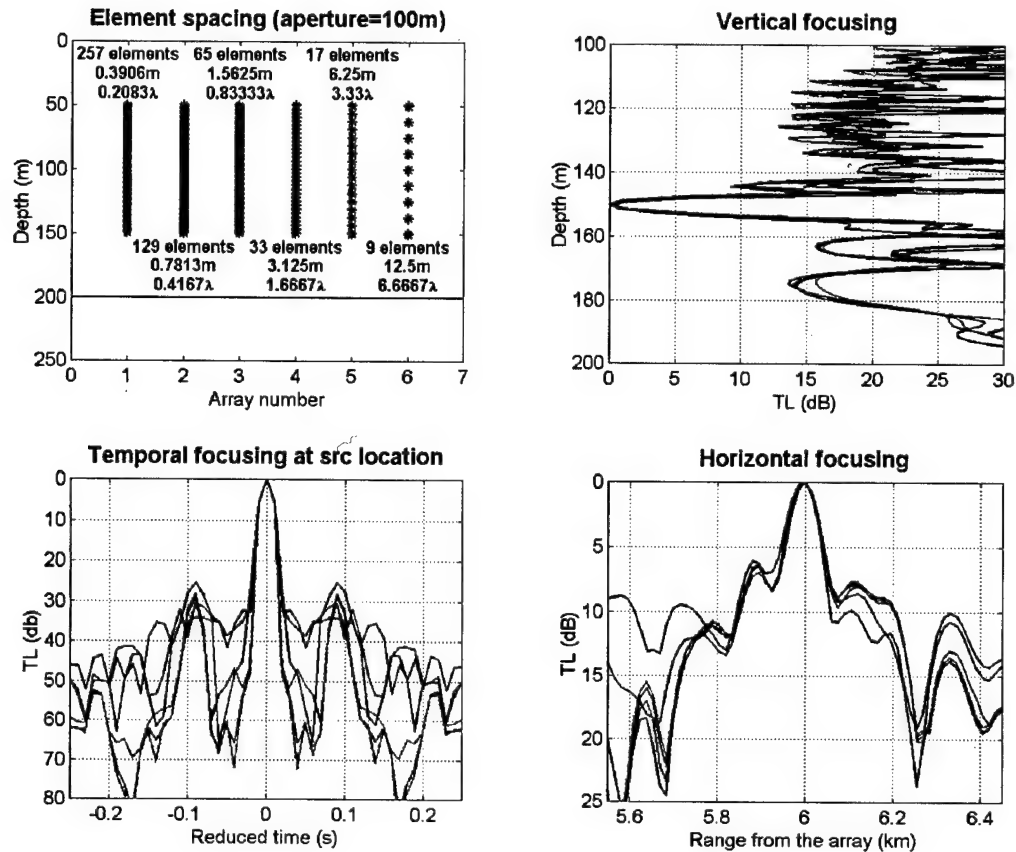 Element spacing (aperture=100m)
257 elements
0.3906m
0.2083λ
65 elements
1.5625m
0.83333λ
17 elements
6.25m
3.33λ
129 elements
0.7813m
0.4167λ
33 elements
3.125m
1.6667λ
9 elements
12.5m
6.6667λ
0
50
100
150
200
250
Depth (m)
0 1 2 3 4 5 6 7
Array number
Vertical focusing
100
120
140
160
180
200
Depth (m)
0 5 10 15 20 25 30
TL (dB)
Temporal focusing at src location
0
10
20
30
40
50
60
70
80
TL (db)
-0.2 -0.1 0 0.1 0.2
Reduced time (s)
Horizontal focusing
0
5
10
15
20
25
TL (dB)
5.6 5.8 6 6.2 6.4
Range from the array (km)